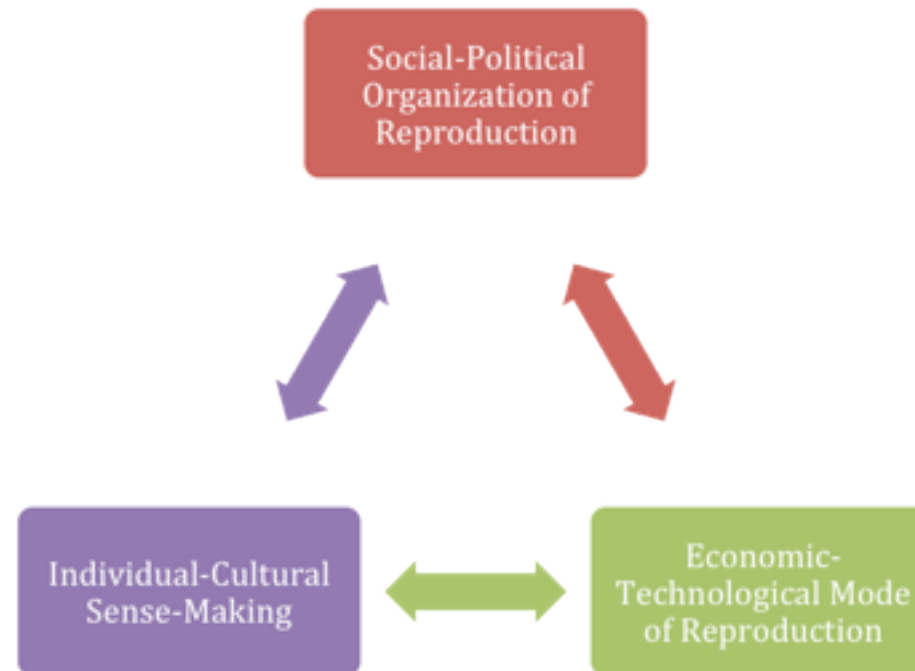 Social-Political
Organization of
Reproduction
Individual-Cultural
Sense-Making
Economic-
Technological Mode
of Reproduction